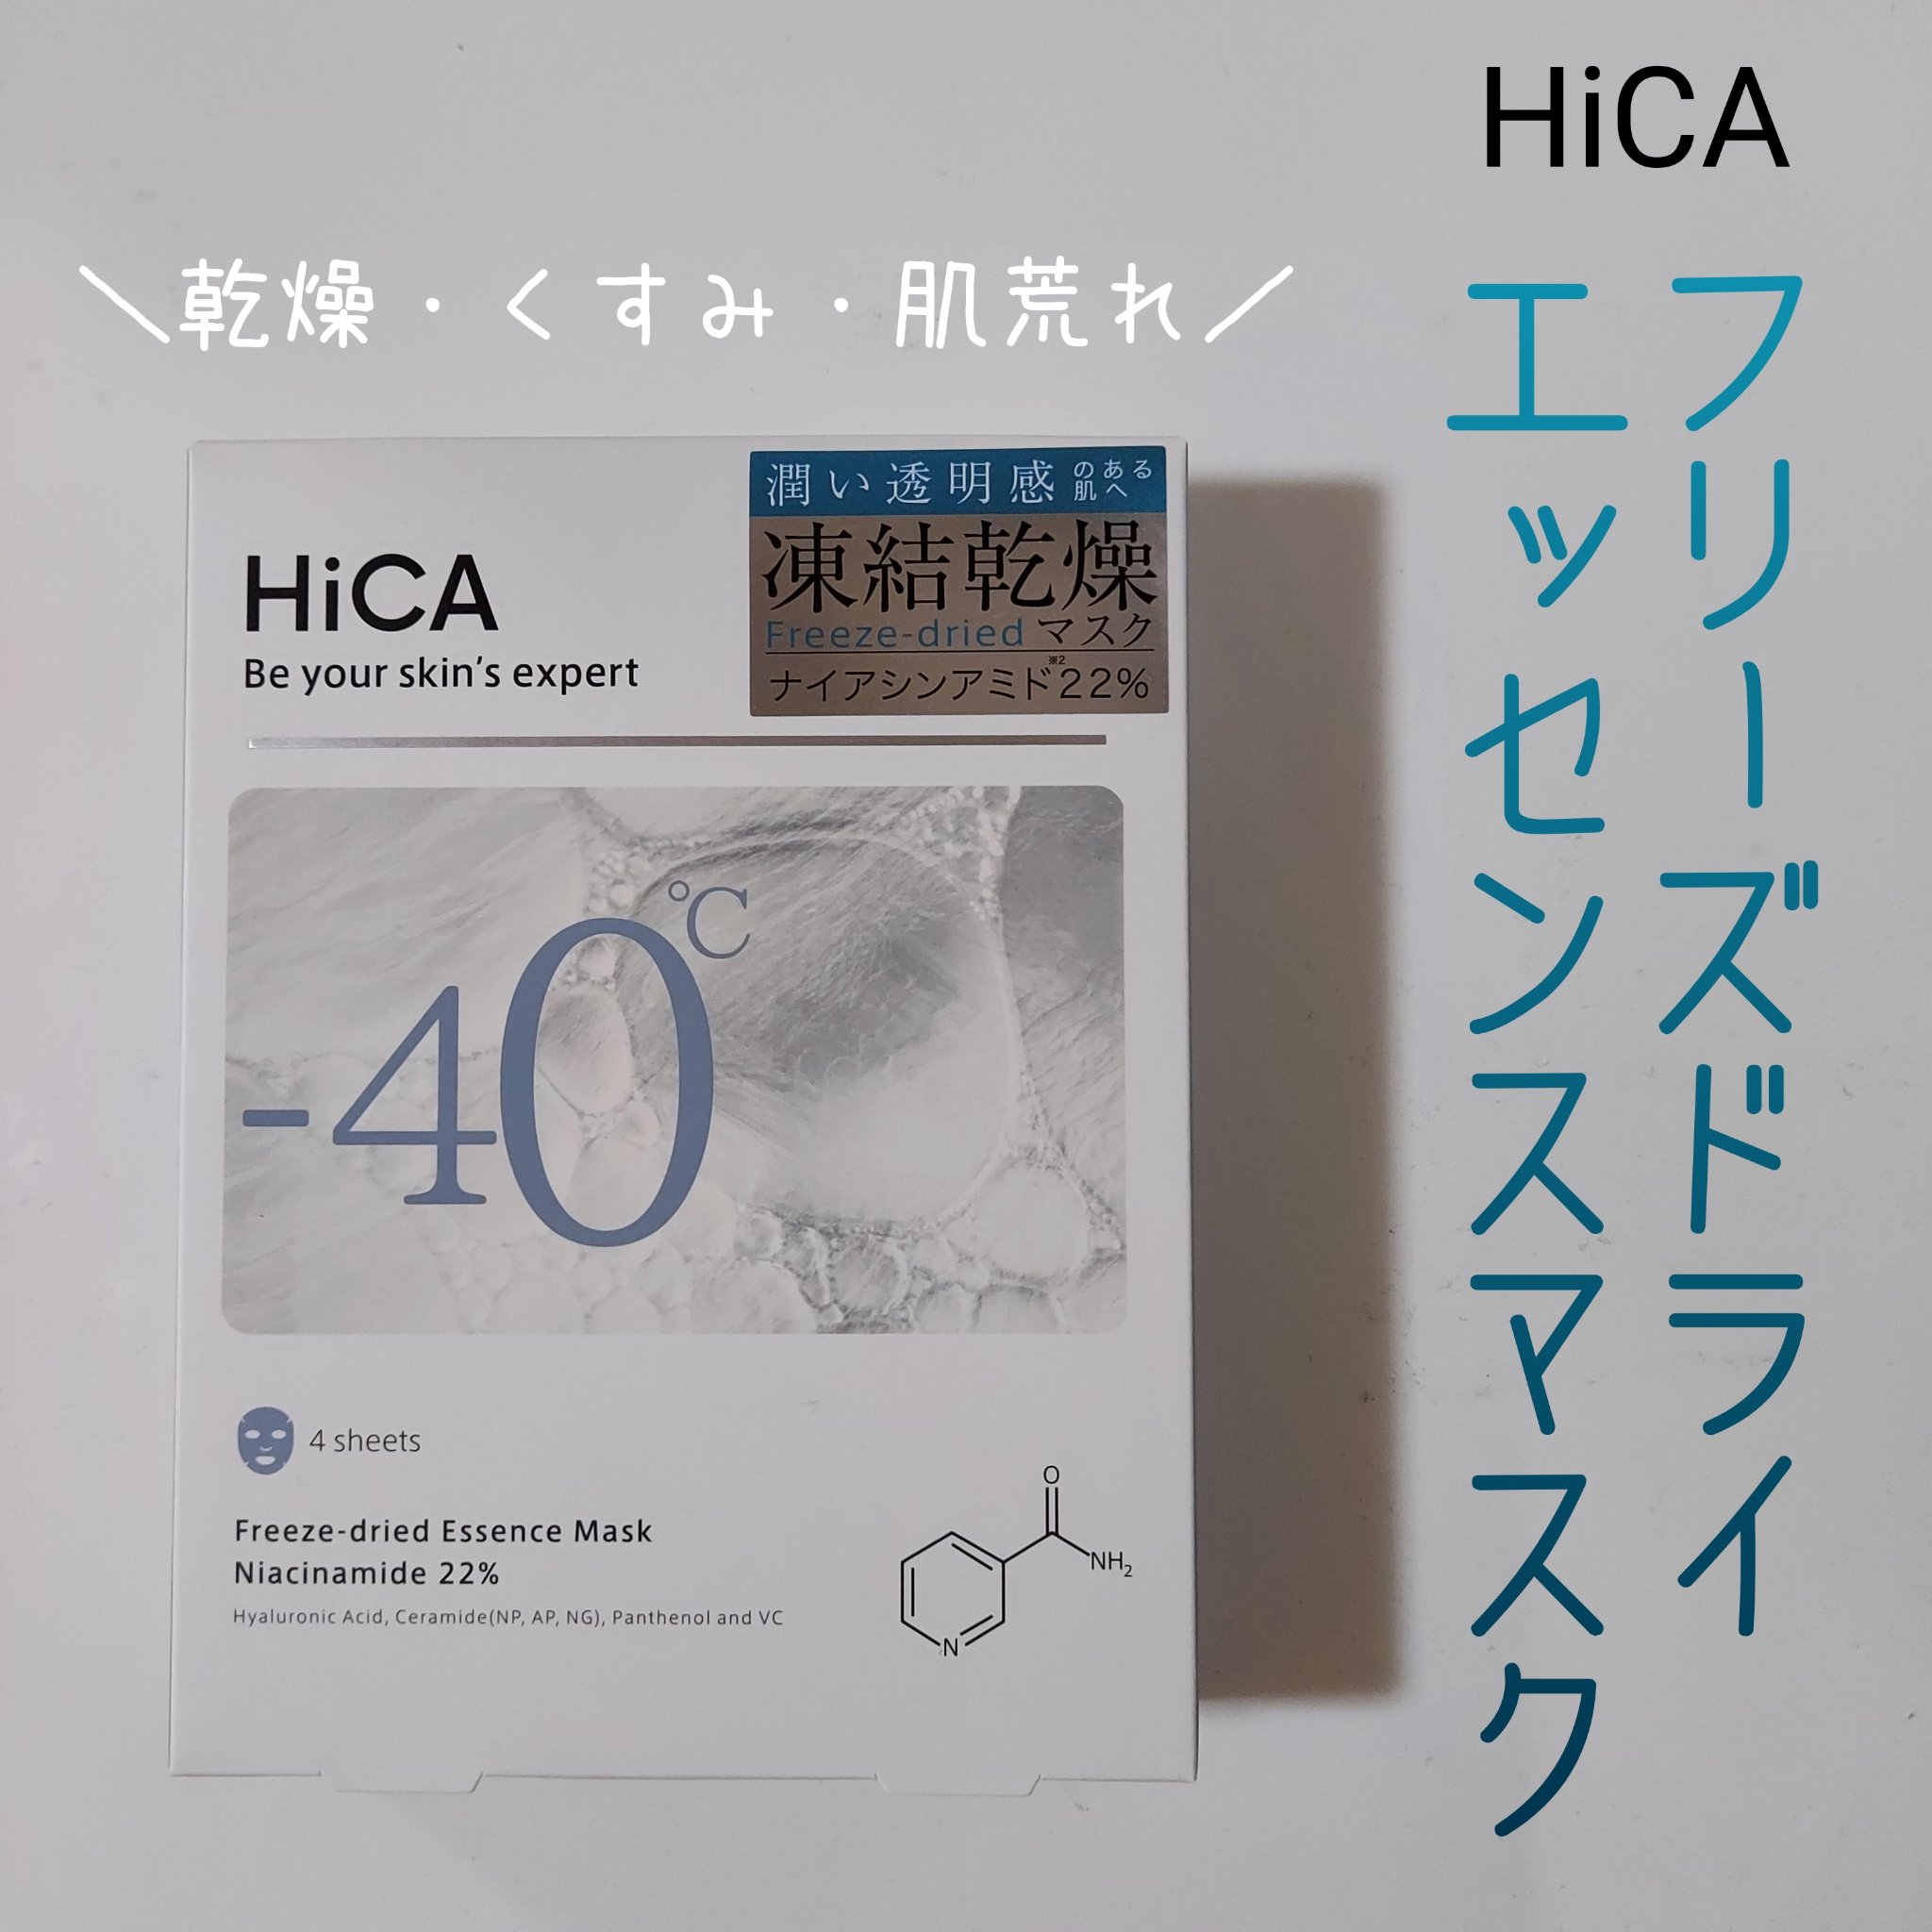 HiCA
フリーズドライ
エッセンスマスク
＼乾燥・くすみ・肌荒れ／
潤い透明感のある肌へ
凍結乾燥
Freeze-dried マスク
ナイアシンアミド※2 22%
HiCA
Be your skin's expert
-40℃
4 sheets
Freeze-dried Essence Mask
Niacinamide 22%
Hyaluronic Acid, Ceramide(NP, AP, NG), Panthenol and VC
O
NH2
N